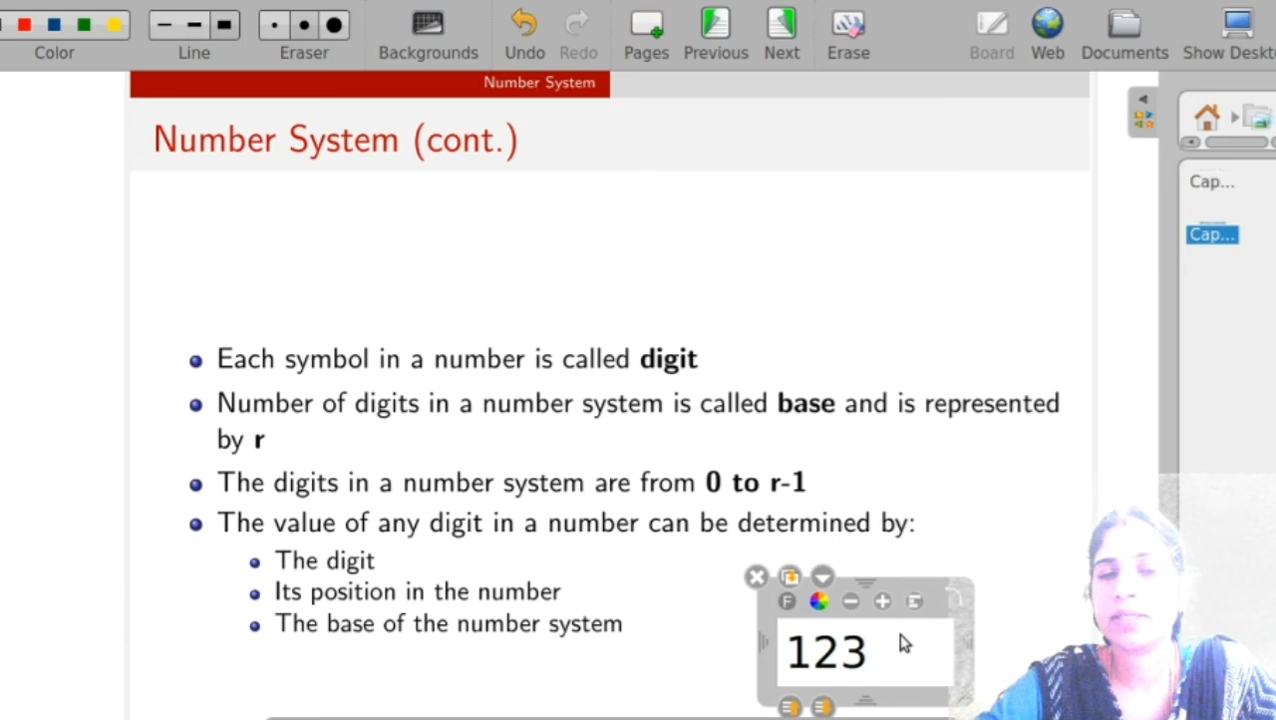 Color
Line
Eraser
Backgrounds
Undo
Redo
Pages
Previous
Next
Erase
Board
Web
Documents
Show Deskto
Number System
Number System (cont.)
Cap...
Cap...
Each symbol in a number is called digit
Number of digits in a number system is called base and is represented
by r
The digits in a number system are from 0 to r-1
The value of any digit in a number can be determined by:
The digit
Its position in the number
The base of the number system
F
123